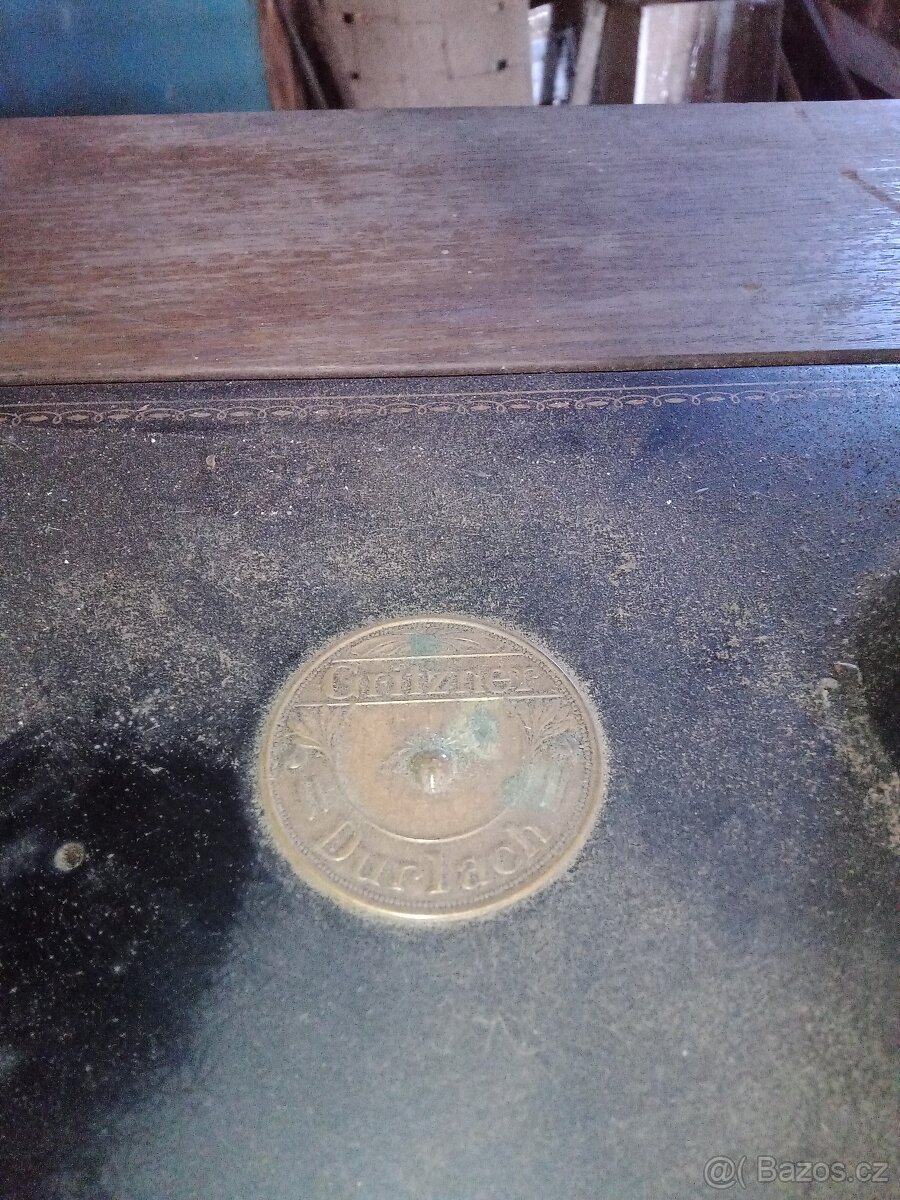 Gritzner
Durlach
@( Bazos.cz